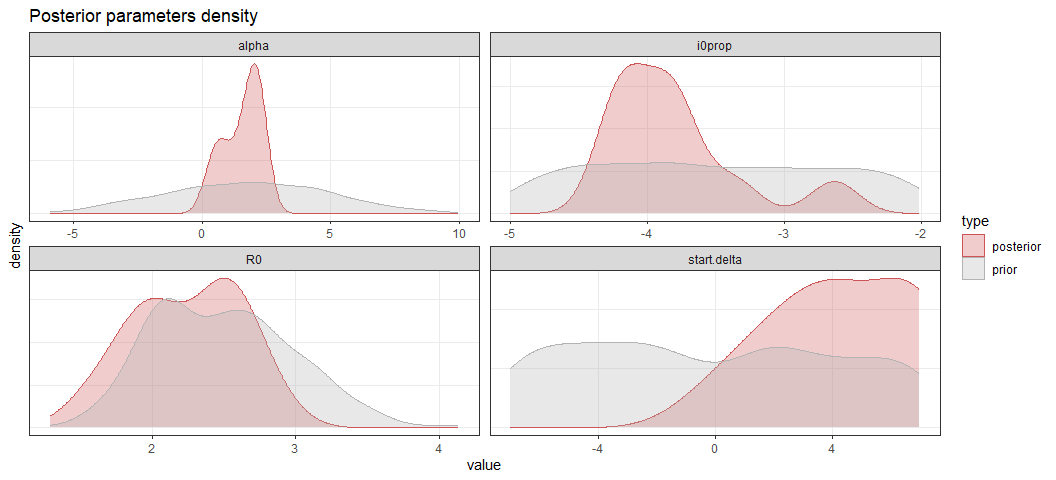 Posterior parameters density
alpha
i0prop
-5 0 5 10
-5 -4 -3 -2
R0
start.delta
2 3 4
-4 0 4
density
value
type
posterior
prior